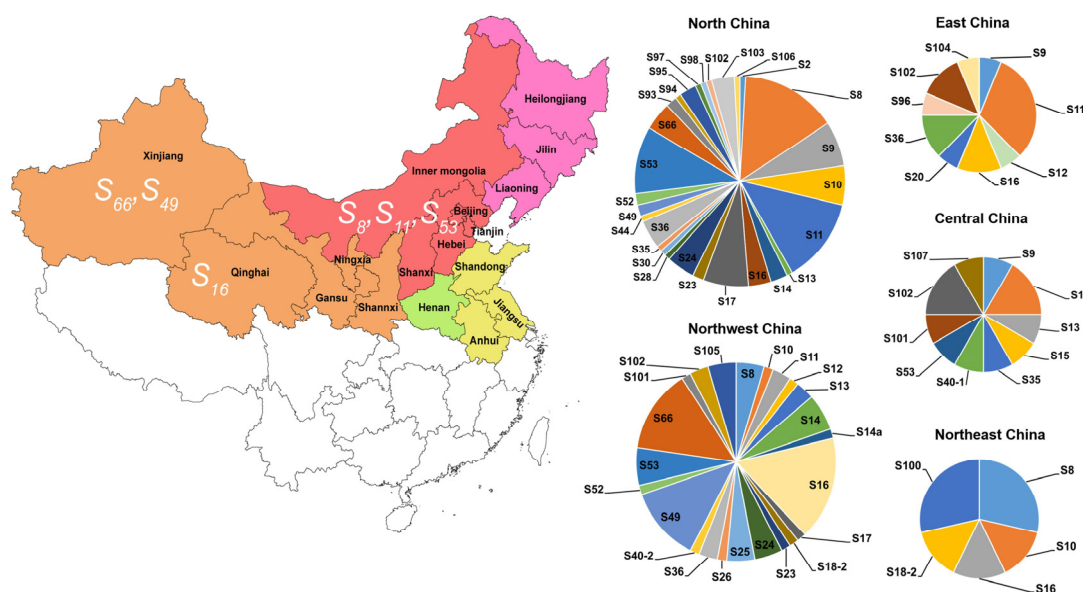 Heilongjiang
Jilin
Liaoning
Inner mongolia
Xinjiang
S66, S49
S8, S11, S53
Beijing
Tianjin
Hebei
Ningxia
Qinghai
S16
Shanxi
Shandong
Gansu
Shannxi
Henan
Jiangsu
Anhui
North China
S2
S8
S9
S10
S11
S13
S14
S16
S17
S23
S24
S28
S30
S35
S36
S44
S49
S52
S53
S66
S93
S94
S95
S97
S98
S102
S103
S106
Northwest China
S8
S10
S11
S12
S13
S14
S14a
S16
S17
S18-2
S23
S24
S25
S26
S36
S40-2
S49
S52
S53
S66
S101
S102
S105
East China
S9
S11
S12
S16
S20
S36
S96
S102
S104
Central China
S9
S1
S13
S15
S35
S40-1
S53
S101
S102
S107
Northeast China
S8
S10
S16
S18-2
S100